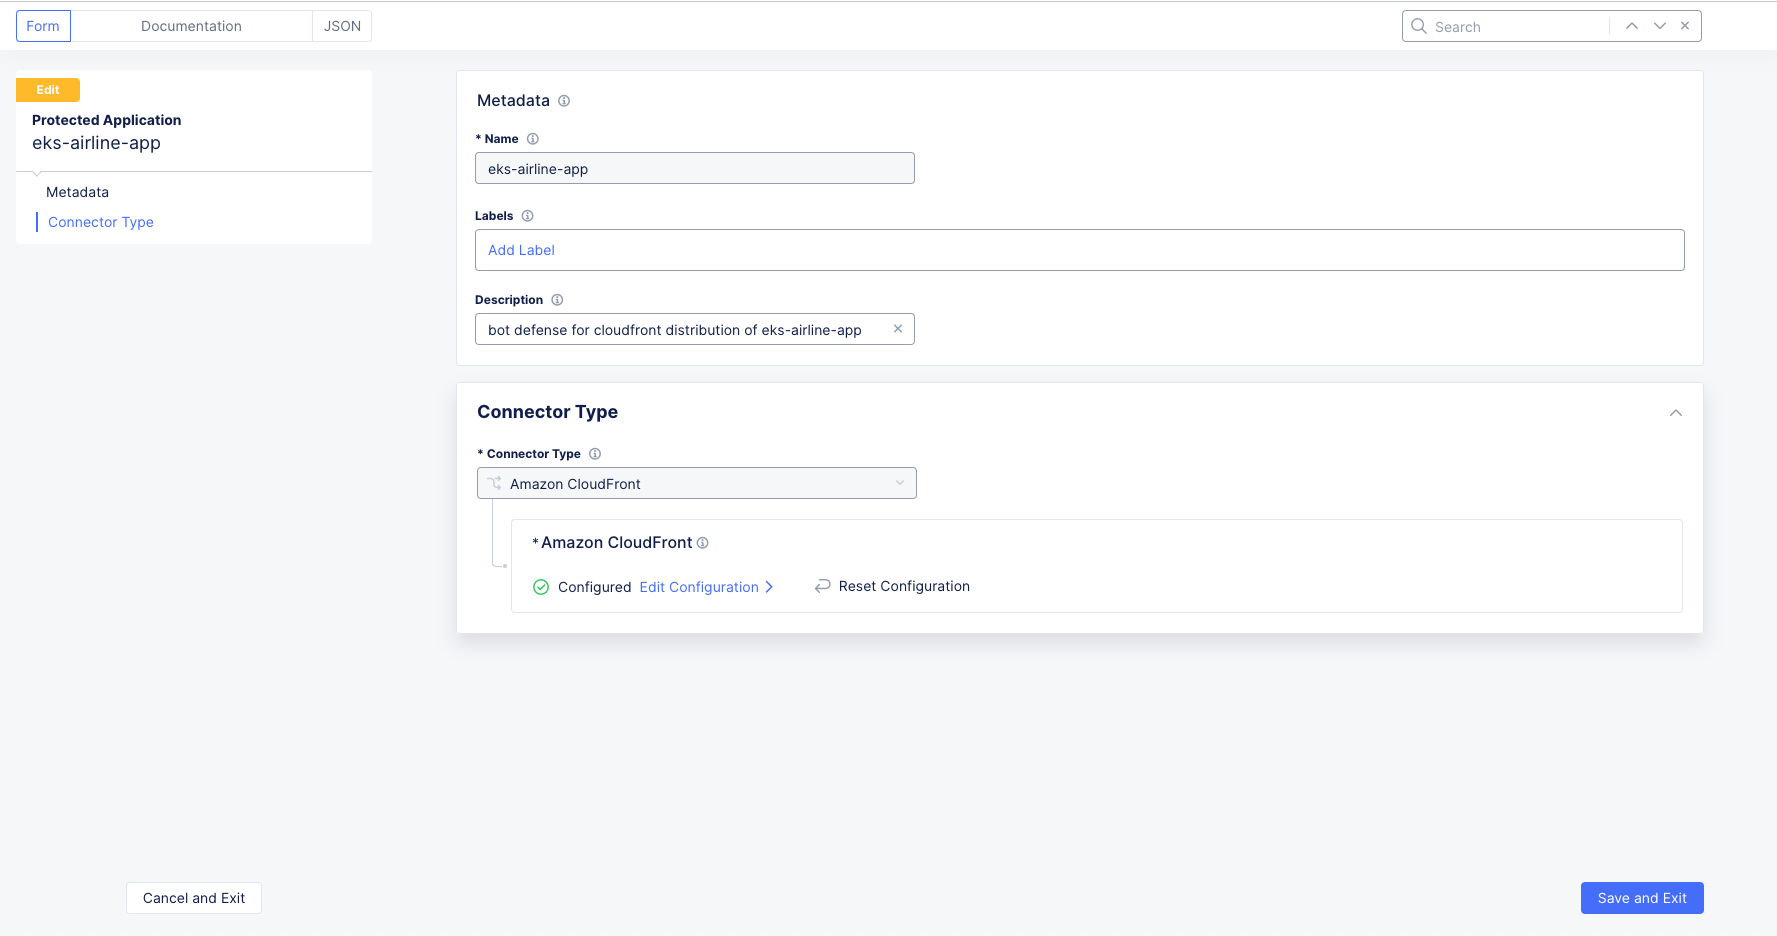 Form
Documentation
JSON
Search
Edit
Protected Application
eks-airline-app
Metadata
Connector Type
Metadata
* Name
eks-airline-app
Labels
Add Label
Description
bot defense for cloudfront distribution of eks-airline-app
Connector Type
* Connector Type
Amazon CloudFront
* Amazon CloudFront
Configured Edit Configuration
Reset Configuration
Cancel and Exit
Save and Exit